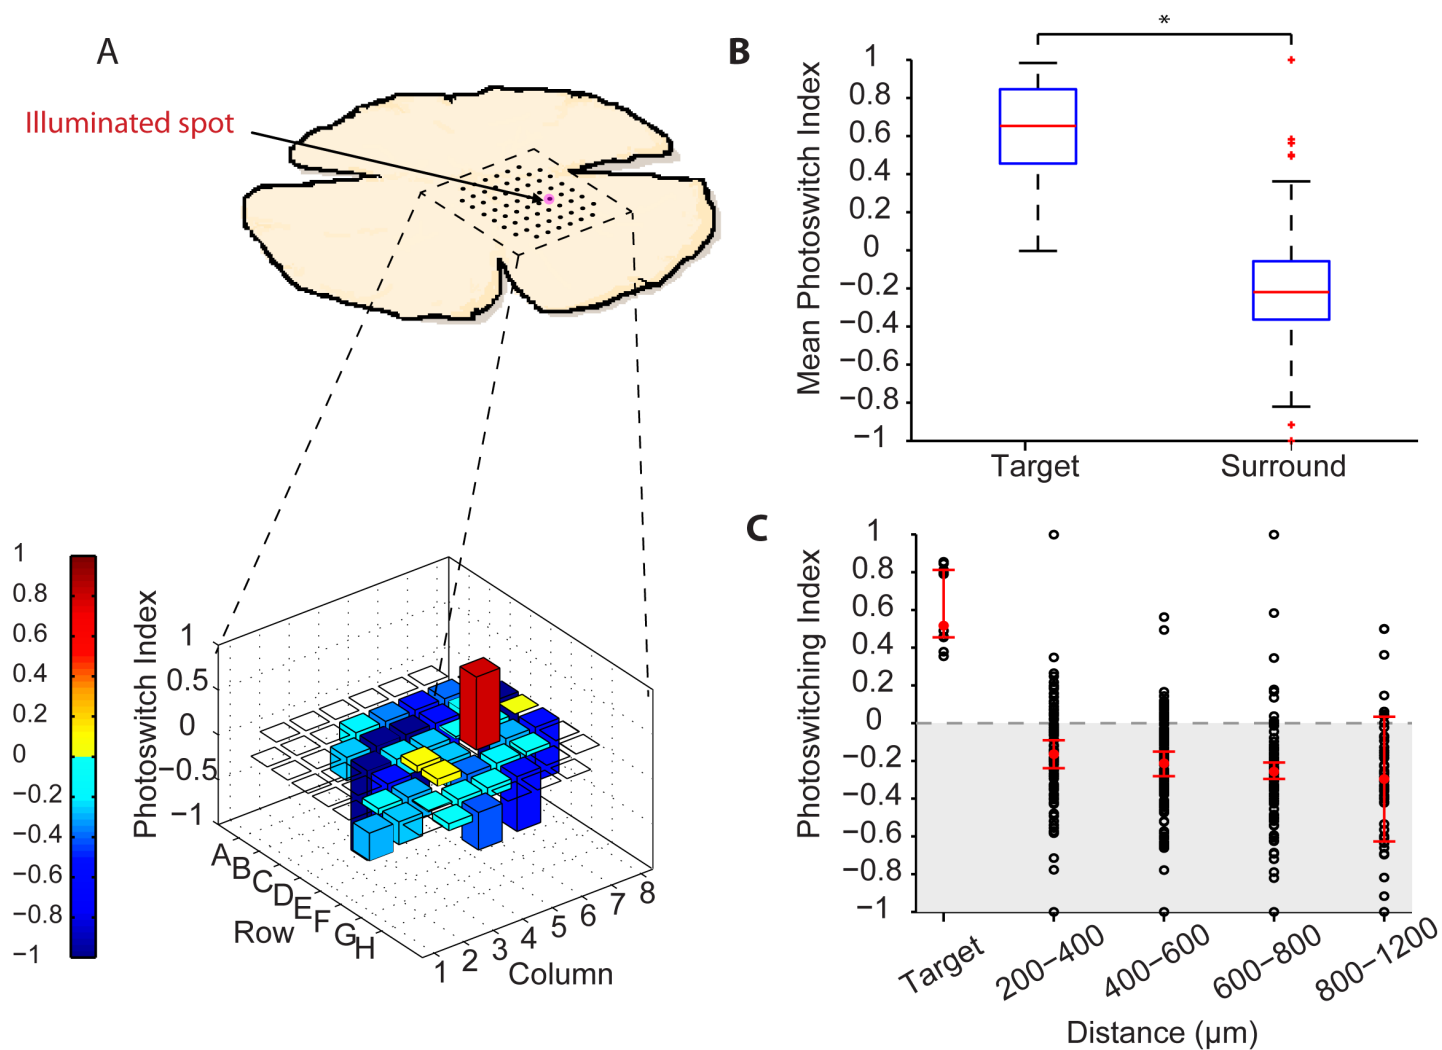 A
Illuminated spot
B
*
Mean Photoswitch Index
1
0.8
0.6
0.4
0.2
0
−0.2
−0.4
−0.6
−0.8
−1
Target
Surround
1
0.8
0.6
0.4
0.2
0
−0.2
−0.4
−0.6
−0.8
−1
Photoswitch Index
1
0.5
0
−0.5
−1
A
B
C
D
E
F
G
H
Row
1
2
3
4
5
6
7
8
Column
C
Photoswitching Index
1
0.8
0.6
0.4
0.2
0
−0.2
−0.4
−0.6
−0.8
−1
Target
200−400
400−600
600−800
800−1200
Distance (µm)